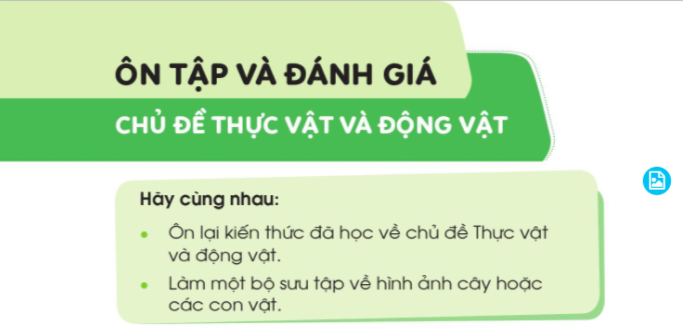 ÔN TẬP VÀ ĐÁNH GIÁ
CHỦ ĐỀ THỰC VẬT VÀ ĐỘNG VẬT
Hãy cùng nhau:
• Ôn lại kiến thức đã học về chủ đề Thực vật
và động vật.
• Làm một bộ sưu tập về hình ảnh cây hoặc
các con vật.